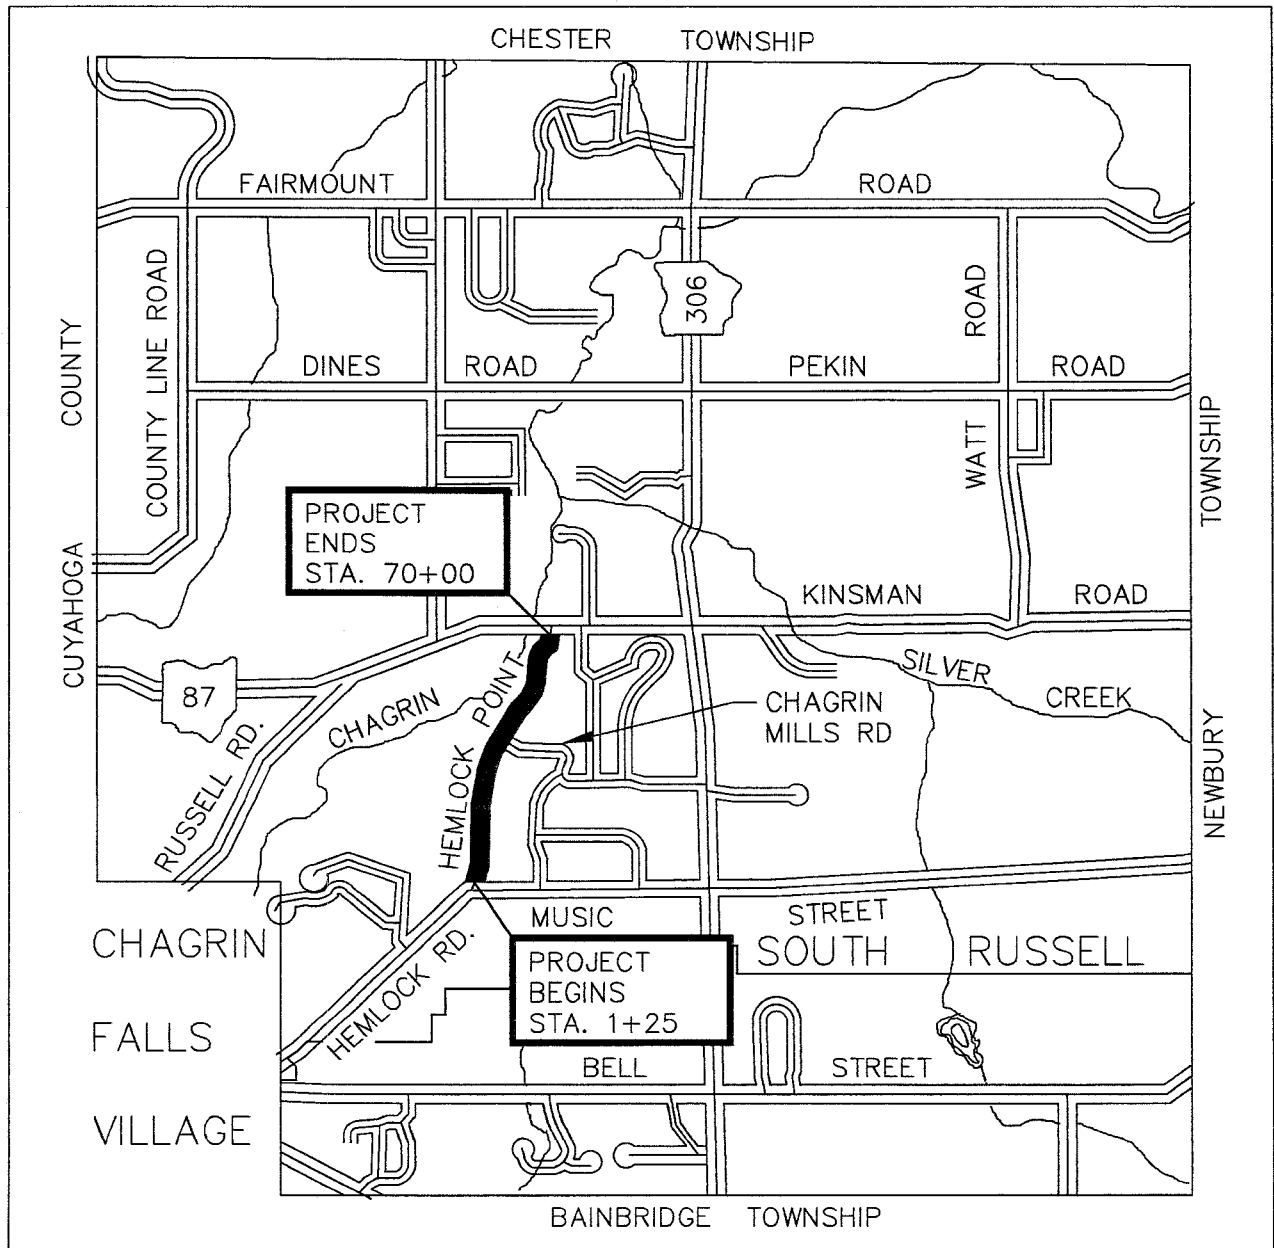 CHESTER TOWNSHIP
FAIRMOUNT ROAD
COUNTY LINE ROAD
306
ROAD
DINES ROAD PEKIN ROAD
WATT
CUYAHOGA COUNTY
NEWBURY TOWNSHIP
PROJECT
ENDS
STA. 70+00
KINSMAN ROAD
87
RUSSELL RD.
CHAGRIN
HEMLOCK POINT
SILVER CREEK
CHAGRIN
MILLS RD
MUSIC STREET
CHAGRIN
FALLS
VILLAGE
HEMLOCK RD.
SOUTH RUSSELL
PROJECT
BEGINS
STA. 1+25
BELL STREET
BAINBRIDGE TOWNSHIP